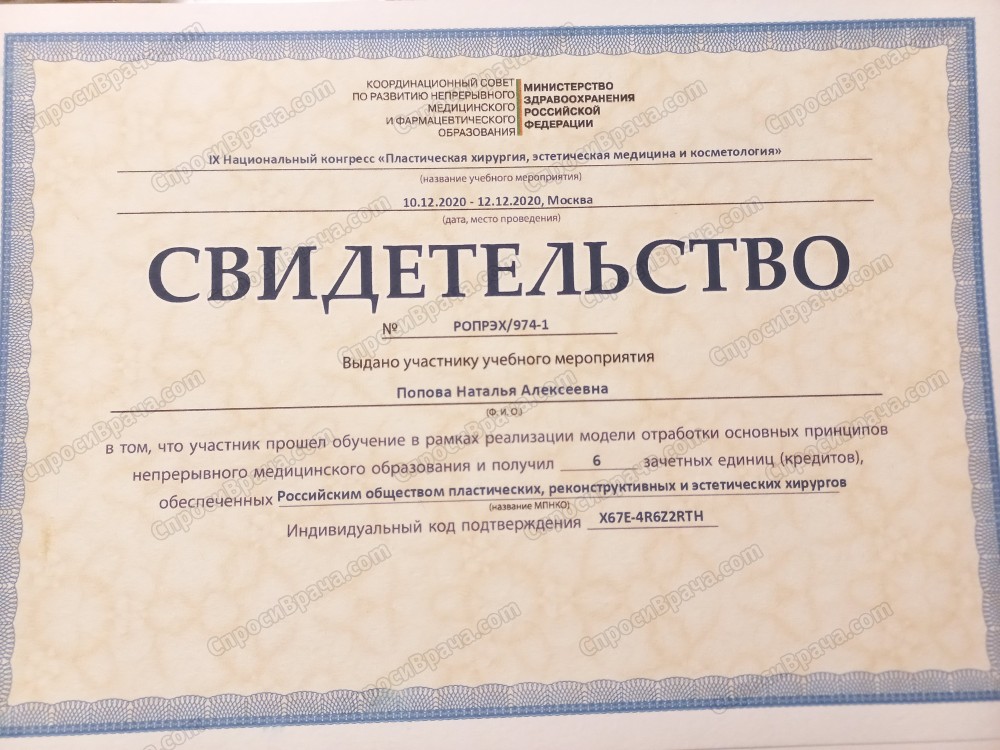 КООРДИНАЦИОННЫЙ СОВЕТ
ПО РАЗВИТИЮ НЕПРЕРЫВНОГО
МЕДИЦИНСКОГО
И ФАРМАЦЕВТИЧЕСКОГО
ОБРАЗОВАНИЯ
МИНИСТЕРСТВО
ЗДРАВООХРАНЕНИЯ
РОССИЙСКОЙ
ФЕДЕРАЦИИ
IX Национальный конгресс «Пластическая хирургия, эстетическая медицина и косметология»
(название учебного мероприятия)
10.12.2020 - 12.12.2020, Москва
(дата, место проведения)
СВИДЕТЕЛЬСТВО
№ РОПРЭХ/974-1
Выдано участнику учебного мероприятия
Попова Наталья Алексеевна
(Ф. И. О.)
в том, что участник прошел обучение в рамках реализации модели отработки основных принципов
непрерывного медицинского образования и получил 6 зачетных единиц (кредитов),
обеспеченных Российским обществом пластических, реконструктивных и эстетических хирургов
(название МПНКО)
Индивидуальный код подтверждения X67E-4R6Z2RTH
СпросиВрача.com